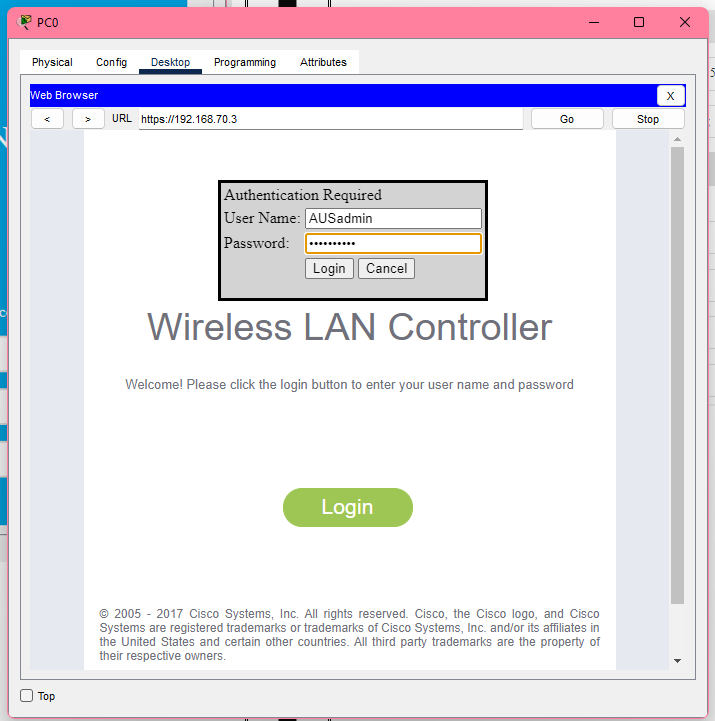 PC0
Physical Config Desktop Programming Attributes
Web Browser X
< > URL https://192.168.70.3 Go Stop
Authentication Required
User Name: AUSadmin
Password: ••••••••••
Login Cancel
Wireless LAN Controller
Welcome! Please click the login button to enter your user name and password
Login
© 2005 - 2017 Cisco Systems, Inc. All rights reserved. Cisco, the Cisco logo, and Cisco
Systems are registered trademarks or trademarks of Cisco Systems, Inc. and/or its affiliates in
the United States and certain other countries. All third party trademarks are the property of
their respective owners.
Top